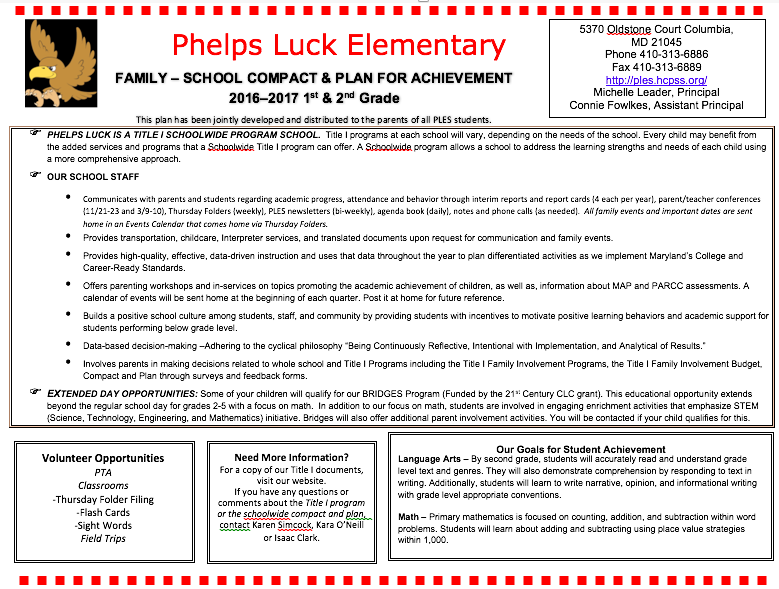 Phelps Luck Elementary
FAMILY – SCHOOL COMPACT & PLAN FOR ACHIEVEMENT
2016–2017 1st & 2nd Grade
This plan has been jointly developed and distributed to the parents of all PLES students.
5370 Oldstone Court Columbia,
MD 21045
Phone 410-313-6886
Fax 410-313-6889
http://ples.hcpss.org/
Michelle Leader, Principal
Connie Fowlkes, Assistant Principal
☞ PHELPS LUCK IS A TITLE I SCHOOLWIDE PROGRAM SCHOOL. Title I programs at each school will vary, depending on the needs of the school. Every child may benefit from
the added services and programs that a Schoolwide Title I program can offer. A Schoolwide program allows a school to address the learning strengths and needs of each child using
a more comprehensive approach.
☞ OUR SCHOOL STAFF
• Communicates with parents and students regarding academic progress, attendance and behavior through interim reports and report cards (4 each per year), parent/teacher conferences
(11/21-23 and 3/9-10), Thursday Folders (weekly), PLES newsletters (bi-weekly), agenda book (daily), notes and phone calls (as needed). All family events and important dates are sent
home in an Events Calendar that comes home via Thursday Folders.
• Provides transportation, childcare, Interpreter services, and translated documents upon request for communication and family events.
• Provides high-quality, effective, data-driven instruction and uses that data throughout the year to plan differentiated activities as we implement Maryland's College and
Career-Ready Standards.
• Offers parenting workshops and in-services on topics promoting the academic achievement of children, as well as, information about MAP and PARCC assessments. A
calendar of events will be sent home at the beginning of each quarter. Post it at home for future reference.
• Builds a positive school culture among students, staff, and community by providing students with incentives to motivate positive learning behaviors and academic support for
students performing below grade level.
• Data-based decision-making –Adhering to the cyclical philosophy "Being Continuously Reflective, Intentional with Implementation, and Analytical of Results."
• Involves parents in making decisions related to whole school and Title I Programs including the Title I Family Involvement Programs, the Title I Family Involvement Budget,
Compact and Plan through surveys and feedback forms.
☞ EXTENDED DAY OPPORTUNITIES: Some of your children will qualify for our BRIDGES Program (Funded by the 21st Century CLC grant). This educational opportunity extends
beyond the regular school day for grades 2-5 with a focus on math. In addition to our focus on math, students are involved in engaging enrichment activities that emphasize STEM
(Science, Technology, Engineering, and Mathematics) initiative. Bridges will also offer additional parent involvement activities. You will be contacted if your child qualifies for this.
Volunteer Opportunities
PTA
Classrooms
-Thursday Folder Filing
-Flash Cards
-Sight Words
Field Trips
Need More Information?
For a copy of our Title I documents,
visit our website.
If you have any questions or
comments about the Title I program
or the schoolwide compact and plan,
contact Karen Simcock, Kara O'Neill
or Isaac Clark.
Our Goals for Student Achievement
Language Arts – By second grade, students will accurately read and understand grade
level text and genres. They will also demonstrate comprehension by responding to text in
writing. Additionally, students will learn to write narrative, opinion, and informational writing
with grade level appropriate conventions.
Math – Primary mathematics is focused on counting, addition, and subtraction within word
problems. Students will learn about adding and subtracting using place value strategies
within 1,000.